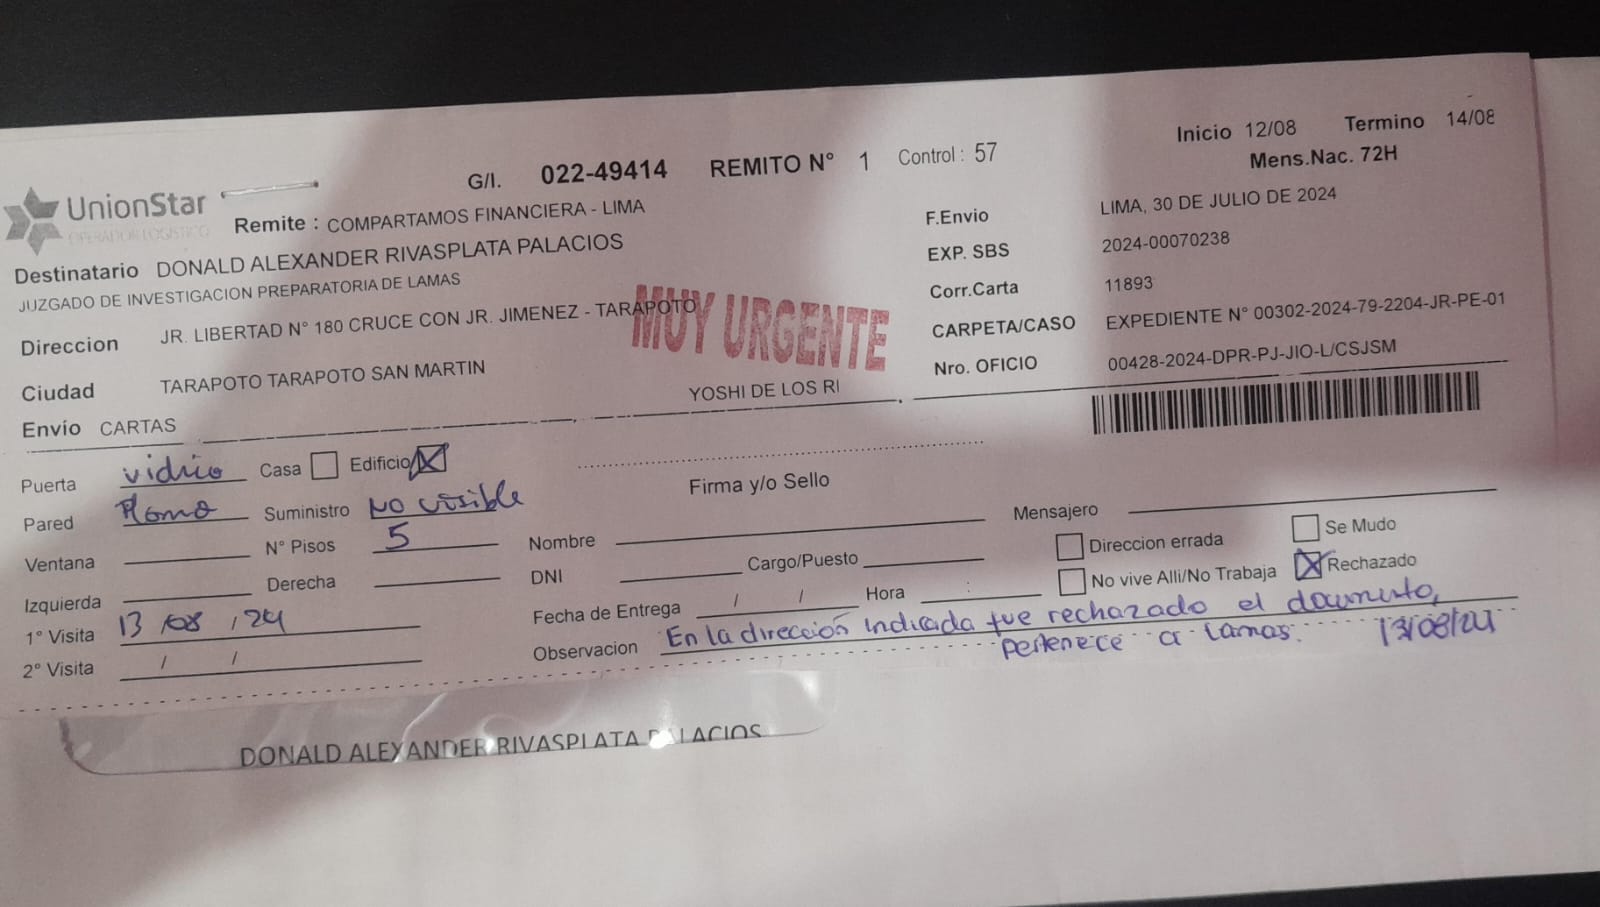 Inicio 12/08 Termino 14/08
G/I. 022-49414 REMITO N° 1 Control : 57 Mens.Nac. 72H
UnionStar
OPERADOR LOGISTICO
Remite : COMPARTAMOS FINANCIERA - LIMA
F.Envio LIMA, 30 DE JULIO DE 2024
Destinatario DONALD ALEXANDER RIVASPLATA PALACIOS
EXP. SBS 2024-00070238
JUZGADO DE INVESTIGACION PREPARATORIA DE LAMAS
Corr.Carta 11893
Direccion JR. LIBERTAD N° 180 CRUCE CON JR. JIMENEZ - TARAPOTO
MUY URGENTE
CARPETA/CASO EXPEDIENTE N° 00302-2024-79-2204-JR-PE-01
Ciudad TARAPOTO TARAPOTO SAN MARTIN
Nro. OFICIO 00428-2024-DPR-PJ-JIO-L/CSJSM
Envío CARTAS YOSHI DE LOS RI
Puerta vidrio Casa Edificio
Pared Plomo Suministro No visible
Firma y/o Sello
Ventana N° Pisos 5
Nombre Mensajero
Izquierda Derecha
DNI Cargo/Puesto Direccion errada Se Mudo
1° Visita 13/08/24
Fecha de Entrega / / Hora : No vive Alli/No Trabaja Rechazado
2° Visita / /
Observacion En la dirección indicada fue rechazado el documento,
pertenece a Lamas. 13/08/24
DONALD ALEXANDER RIVASPLATA PALACIOS